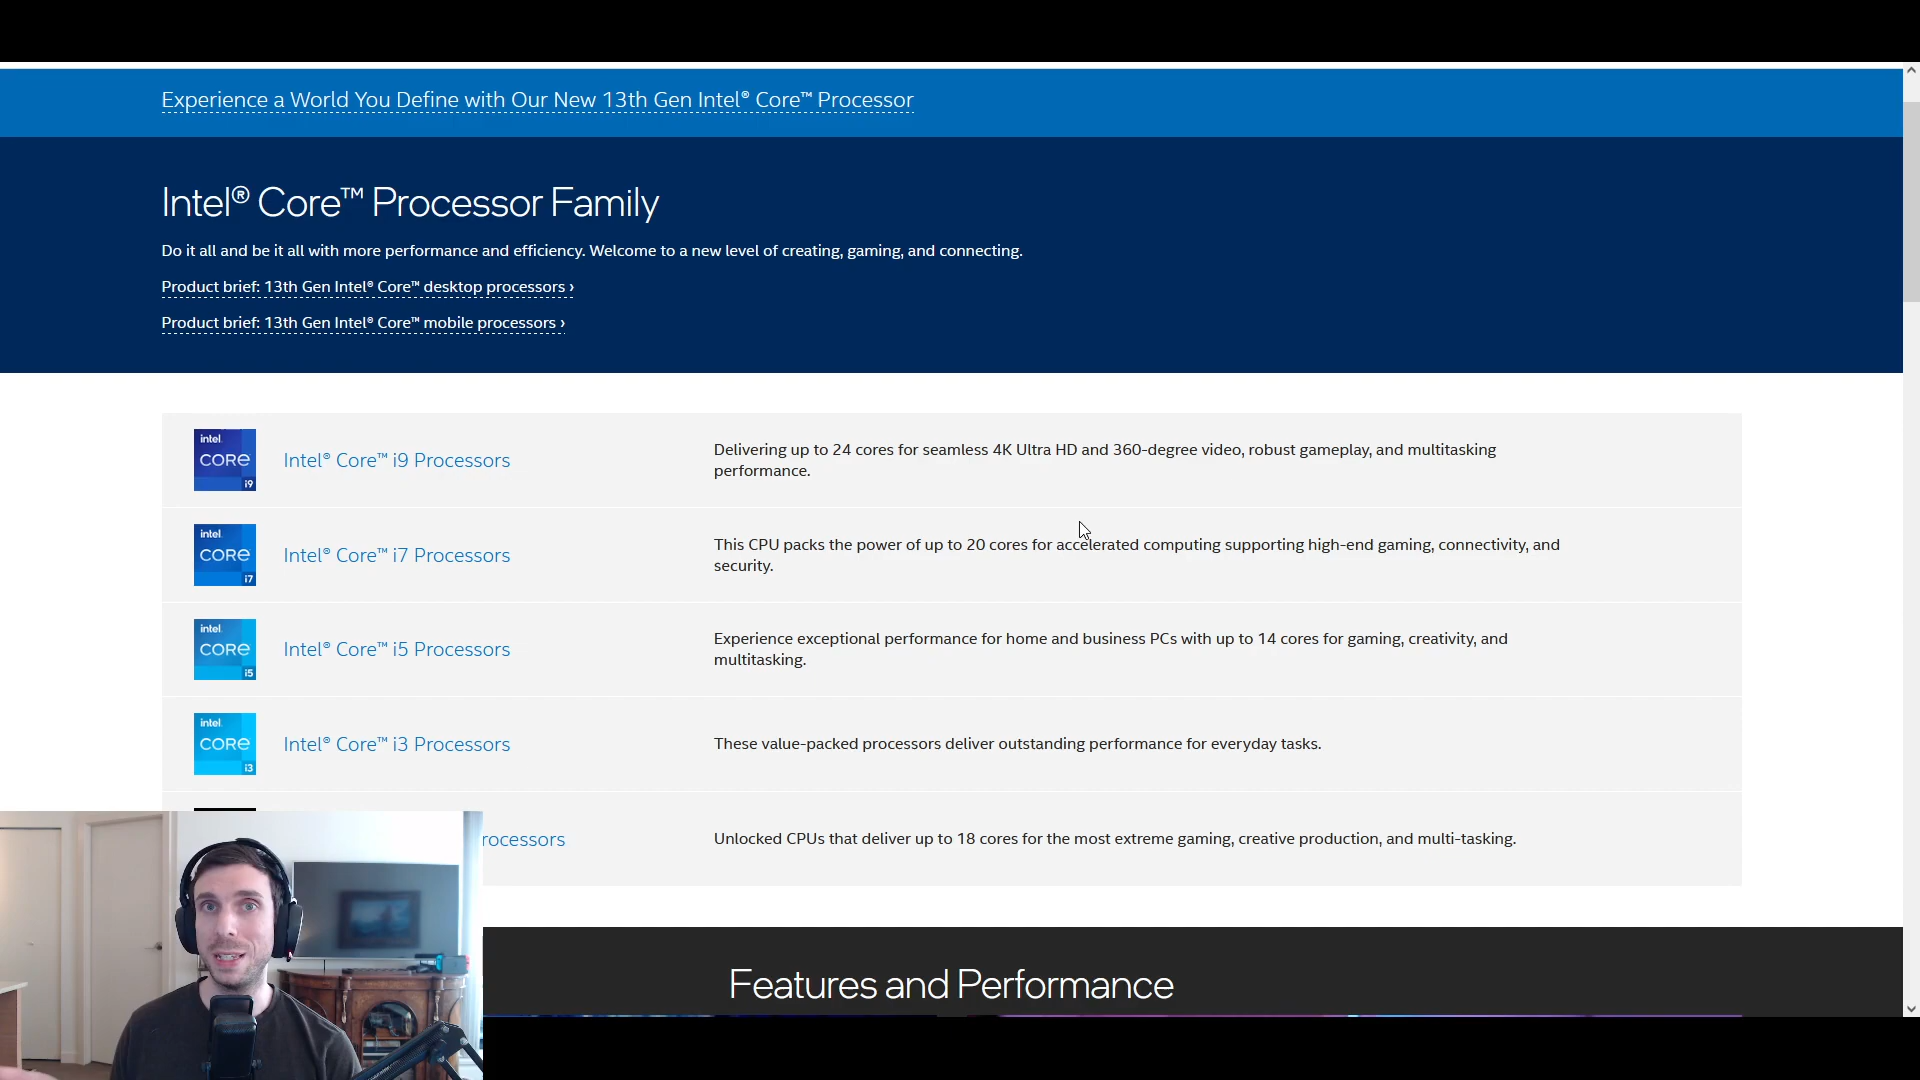 Experience a World You Define with Our New 13th Gen Intel® Core™ Processor
Intel® Core™ Processor Family
Do it all and be it all with more performance and efficiency. Welcome to a new level of creating, gaming, and connecting.
Product brief: 13th Gen Intel® Core™ desktop processors ›
Product brief: 13th Gen Intel® Core™ mobile processors ›
intel.
CORE
i9
Intel® Core™ i9 Processors
Delivering up to 24 cores for seamless 4K Ultra HD and 360-degree video, robust gameplay, and multitasking
performance.
intel.
CORE
i7
Intel® Core™ i7 Processors
This CPU packs the power of up to 20 cores for accelerated computing supporting high-end gaming, connectivity, and
security.
intel.
CORE
i5
Intel® Core™ i5 Processors
Experience exceptional performance for home and business PCs with up to 14 cores for gaming, creativity, and
multitasking.
intel.
CORE
i3
Intel® Core™ i3 Processors
These value-packed processors deliver outstanding performance for everyday tasks.
rocessors
Unlocked CPUs that deliver up to 18 cores for the most extreme gaming, creative production, and multi-tasking.
Features and Performance